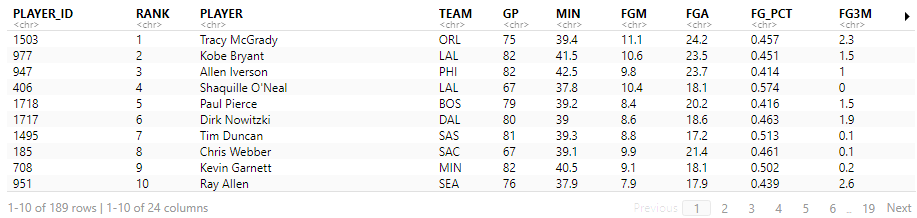 PLAYER_ID RANK PLAYER TEAM GP MIN FGM FGA FG_PCT FG3M
<chr> <chr> <chr> <chr> <chr> <chr> <chr> <chr> <chr> <chr>
1503 1 Tracy McGrady ORL 75 39.4 11.1 24.2 0.457 2.3
977 2 Kobe Bryant LAL 82 41.5 10.6 23.5 0.451 1.5
947 3 Allen Iverson PHI 82 42.5 9.8 23.7 0.414 1
406 4 Shaquille O'Neal LAL 67 37.8 10.4 18.1 0.574 0
1718 5 Paul Pierce BOS 79 39.2 8.4 20.2 0.416 1.5
1717 6 Dirk Nowitzki DAL 80 39 8.6 18.6 0.463 1.9
1495 7 Tim Duncan SAS 81 39.3 8.8 17.2 0.513 0.1
185 8 Chris Webber SAC 67 39.1 9.9 21.4 0.461 0.1
708 9 Kevin Garnett MIN 82 40.5 9.1 18.1 0.502 0.2
951 10 Ray Allen SEA 76 37.9 7.9 17.9 0.439 2.6
1-10 of 189 rows | 1-10 of 24 columns Previous 1 2 3 4 5 6 ... 19 Next